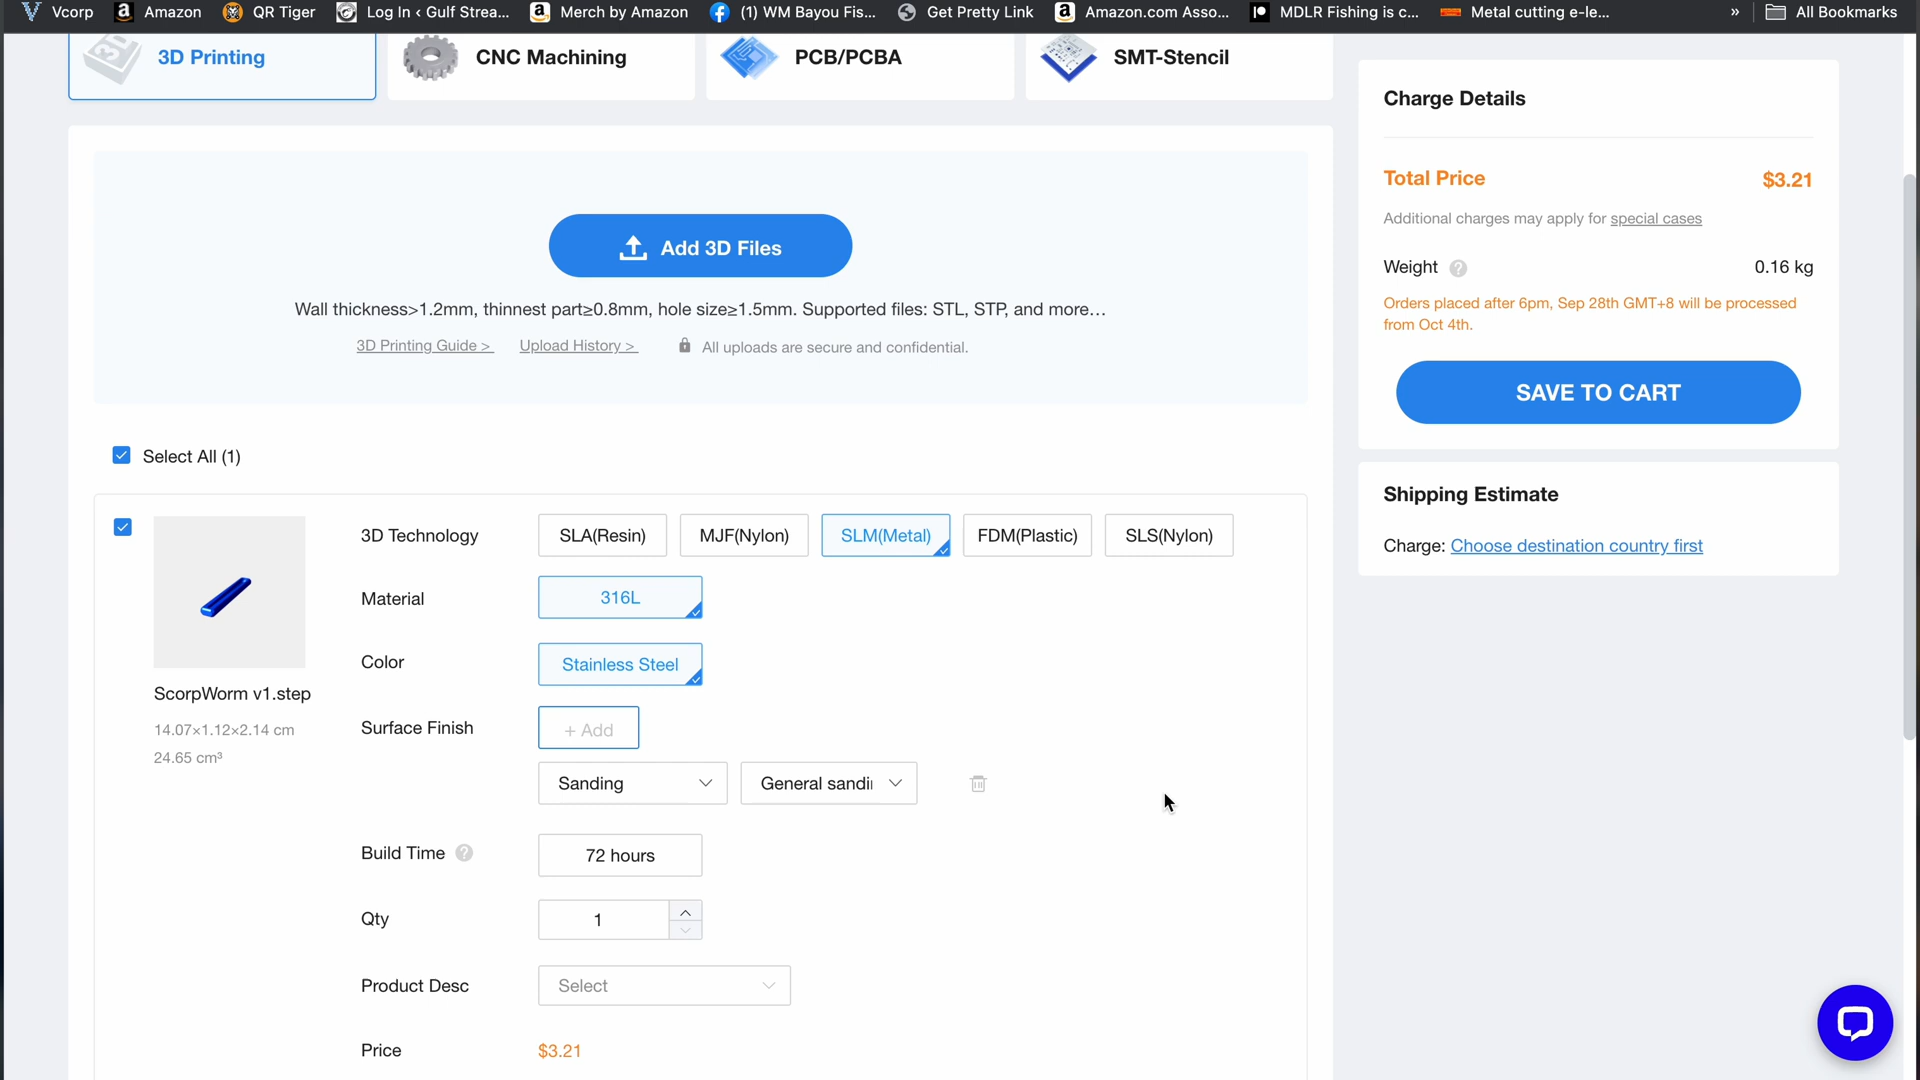 Vcorp Amazon QR Tiger Log In ‹ Gulf Strea... Merch by Amazon (1) WM Bayou Fis... Get Pretty Link Amazon.com Asso... MDLR Fishing is c... Metal cutting e-le... » All Bookmarks
3D Printing CNC Machining PCB/PCBA SMT-Stencil
Add 3D Files
Wall thickness>1.2mm, thinnest part≥0.8mm, hole size≥1.5mm. Supported files: STL, STP, and more...
3D Printing Guide > Upload History > All uploads are secure and confidential.
Select All (1)
ScorpWorm v1.step
14.07×1.12×2.14 cm
24.65 cm³
3D Technology SLA(Resin) MJF(Nylon) SLM(Metal) FDM(Plastic) SLS(Nylon)
Material 316L
Color Stainless Steel
Surface Finish + Add
Sanding General sandi
Build Time ? 72 hours
Qty 1
Product Desc Select
Price $3.21
Charge Details
Total Price $3.21
Additional charges may apply for special cases
Weight ? 0.16 kg
Orders placed after 6pm, Sep 28th GMT+8 will be processed
from Oct 4th.
SAVE TO CART
Shipping Estimate
Charge: Choose destination country first